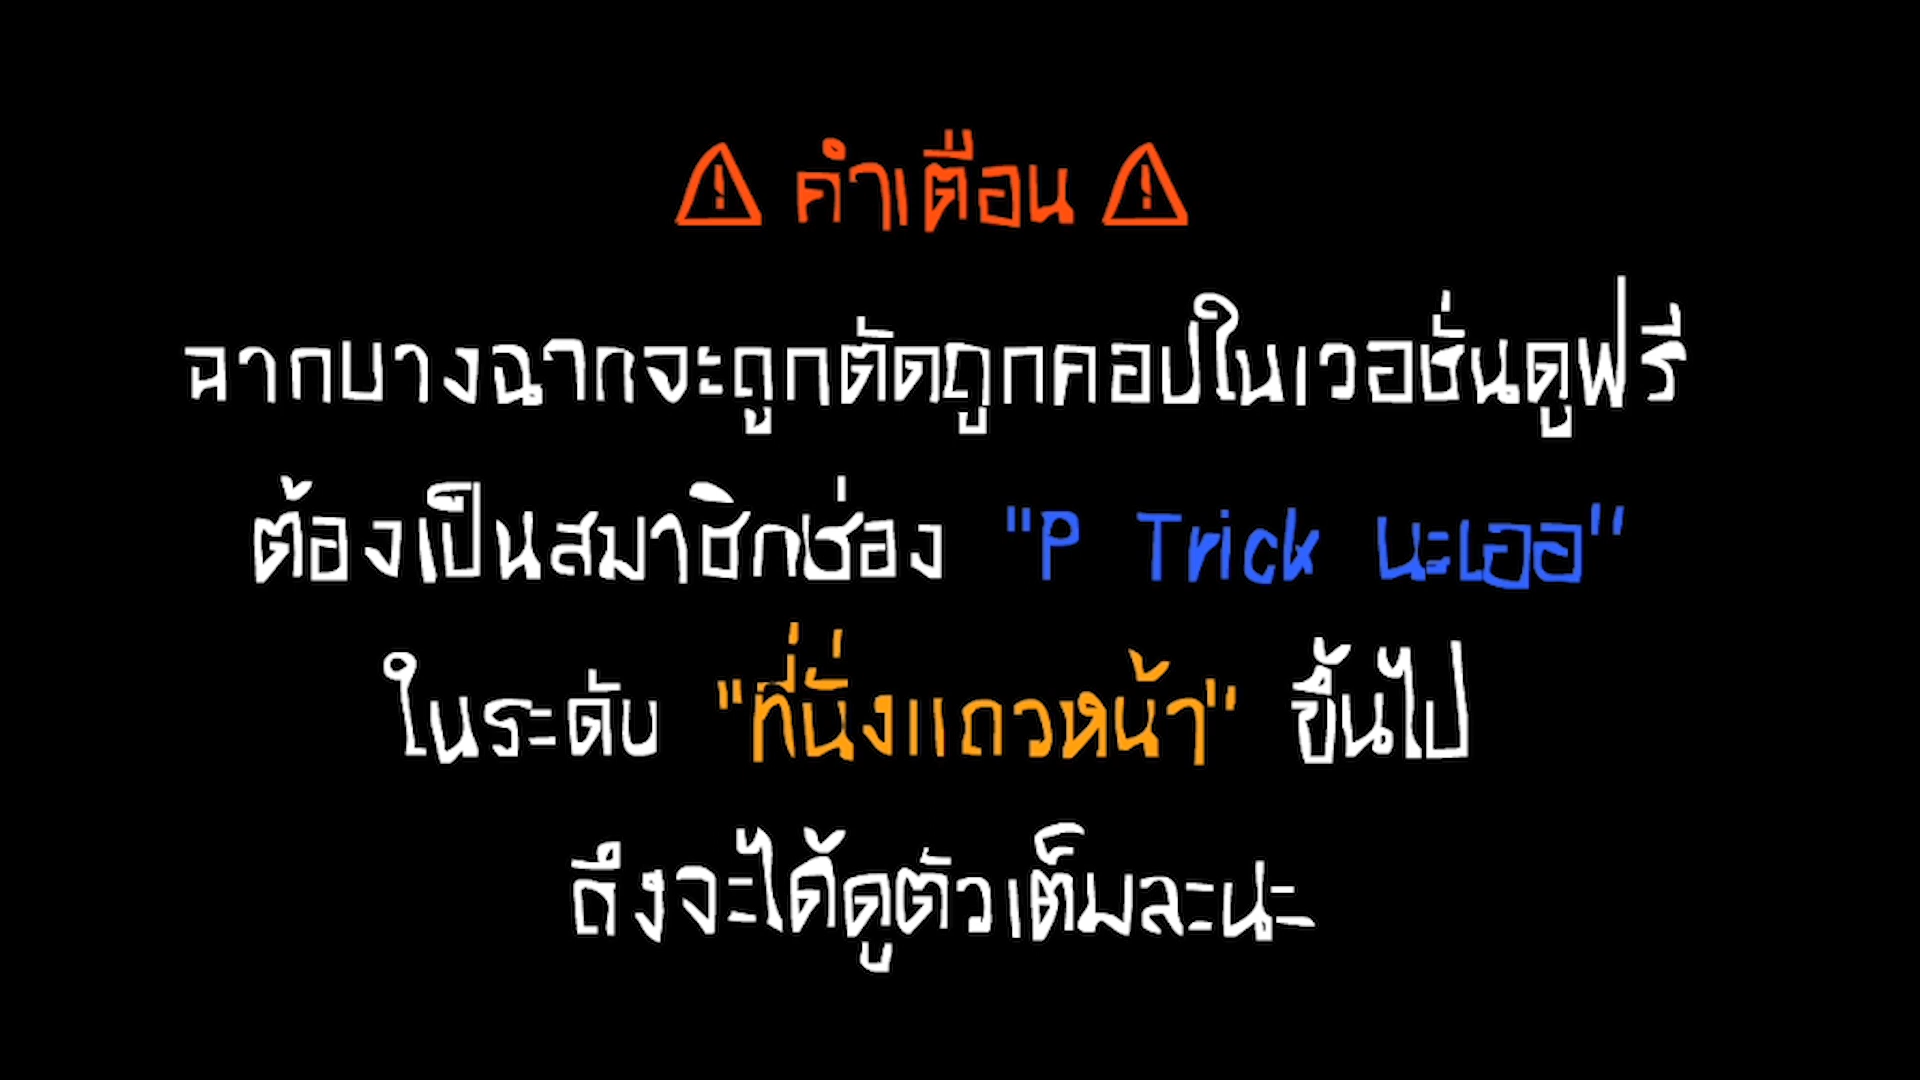 ⚠ คำเตือน ⚠
ฉากบางฉากจะถูกตัดถูกคอปในเวอชั่นดูฟรี
ต้องเป็นสมาชิกช่อง "P Trick นะเออ"
ในระดับ "ที่นั่งแถวหน้า" ขึ้นไป
ถึงจะได้ดูตัวเต็มละนะ